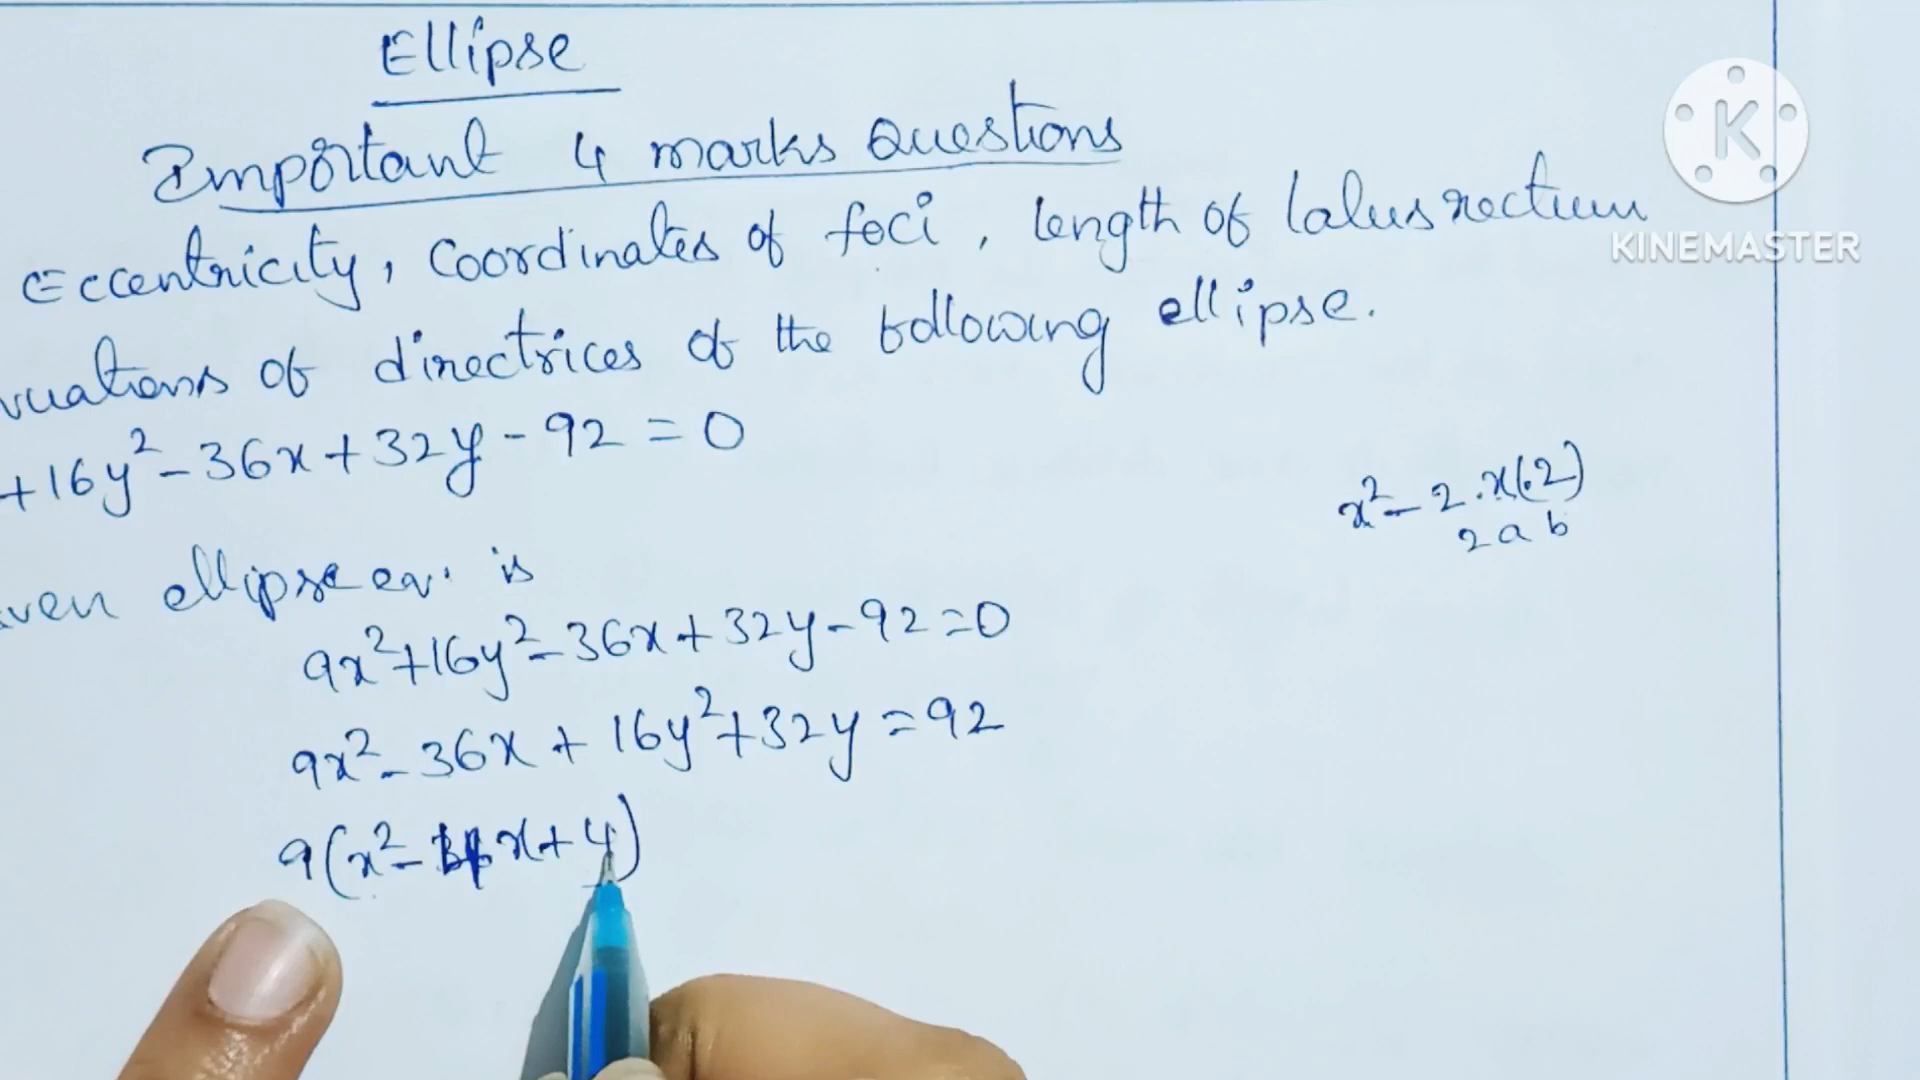 Ellipse
Important 4 marks Questions
Eccentricity, Coordinates of foci, length of latus rectum
uations of directrices of the following ellipse.
+16y²-36x+32y-92=0
x²-2.x(.2)
2ab
ven ellipse eq. is
9x²+16y²-36x+32y-92=0
9x²-36x+16y²+32y=92
9(x²-4x+4)
K
KINEMASTER